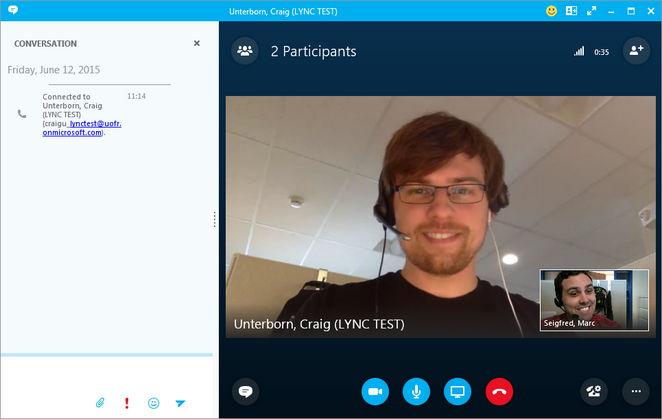 Unterborn, Craig (LYNC TEST)
CONVERSATION
Friday, June 12, 2015
Connected to 11:14
Unterborn, Craig
(LYNC TEST)
(craigu_lynctest@uofr.
onmicrosoft.com).
2 Participants
0:35
Unterborn, Craig (LYNC TEST)
Seigfred, Marc